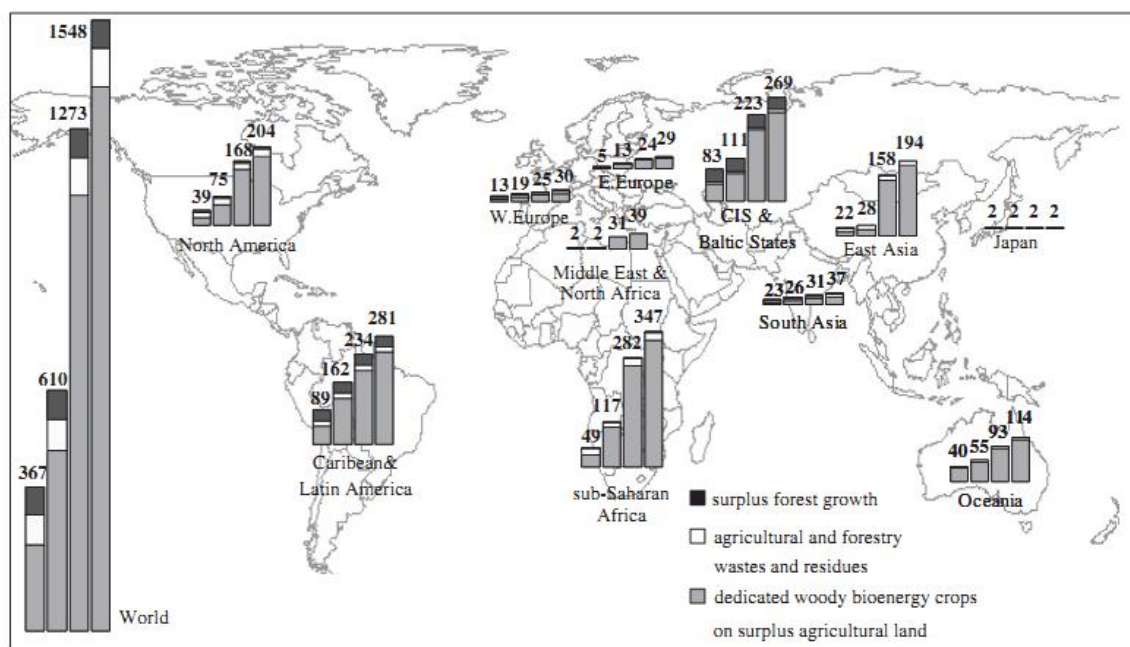 1548
1273
610
367
World
39 75 168 204
North America
89 162 234 281
Caribean&
Latin America
13 19 25 30
W.Europe
5 13 24 29
E.Europe
2 2 31 39
Middle East &
North Africa
49 117 282 347
sub-Saharan
Africa
83 111 223 269
CIS &
Baltic States
22 28 158 194
East Asia
2 2 2 2
Japan
23 26 31 37
South Asia
40 55 93 114
Oceania
surplus forest growth
agricultural and forestry
wastes and residues
dedicated woody bioenergy crops
on surplus agricultural land